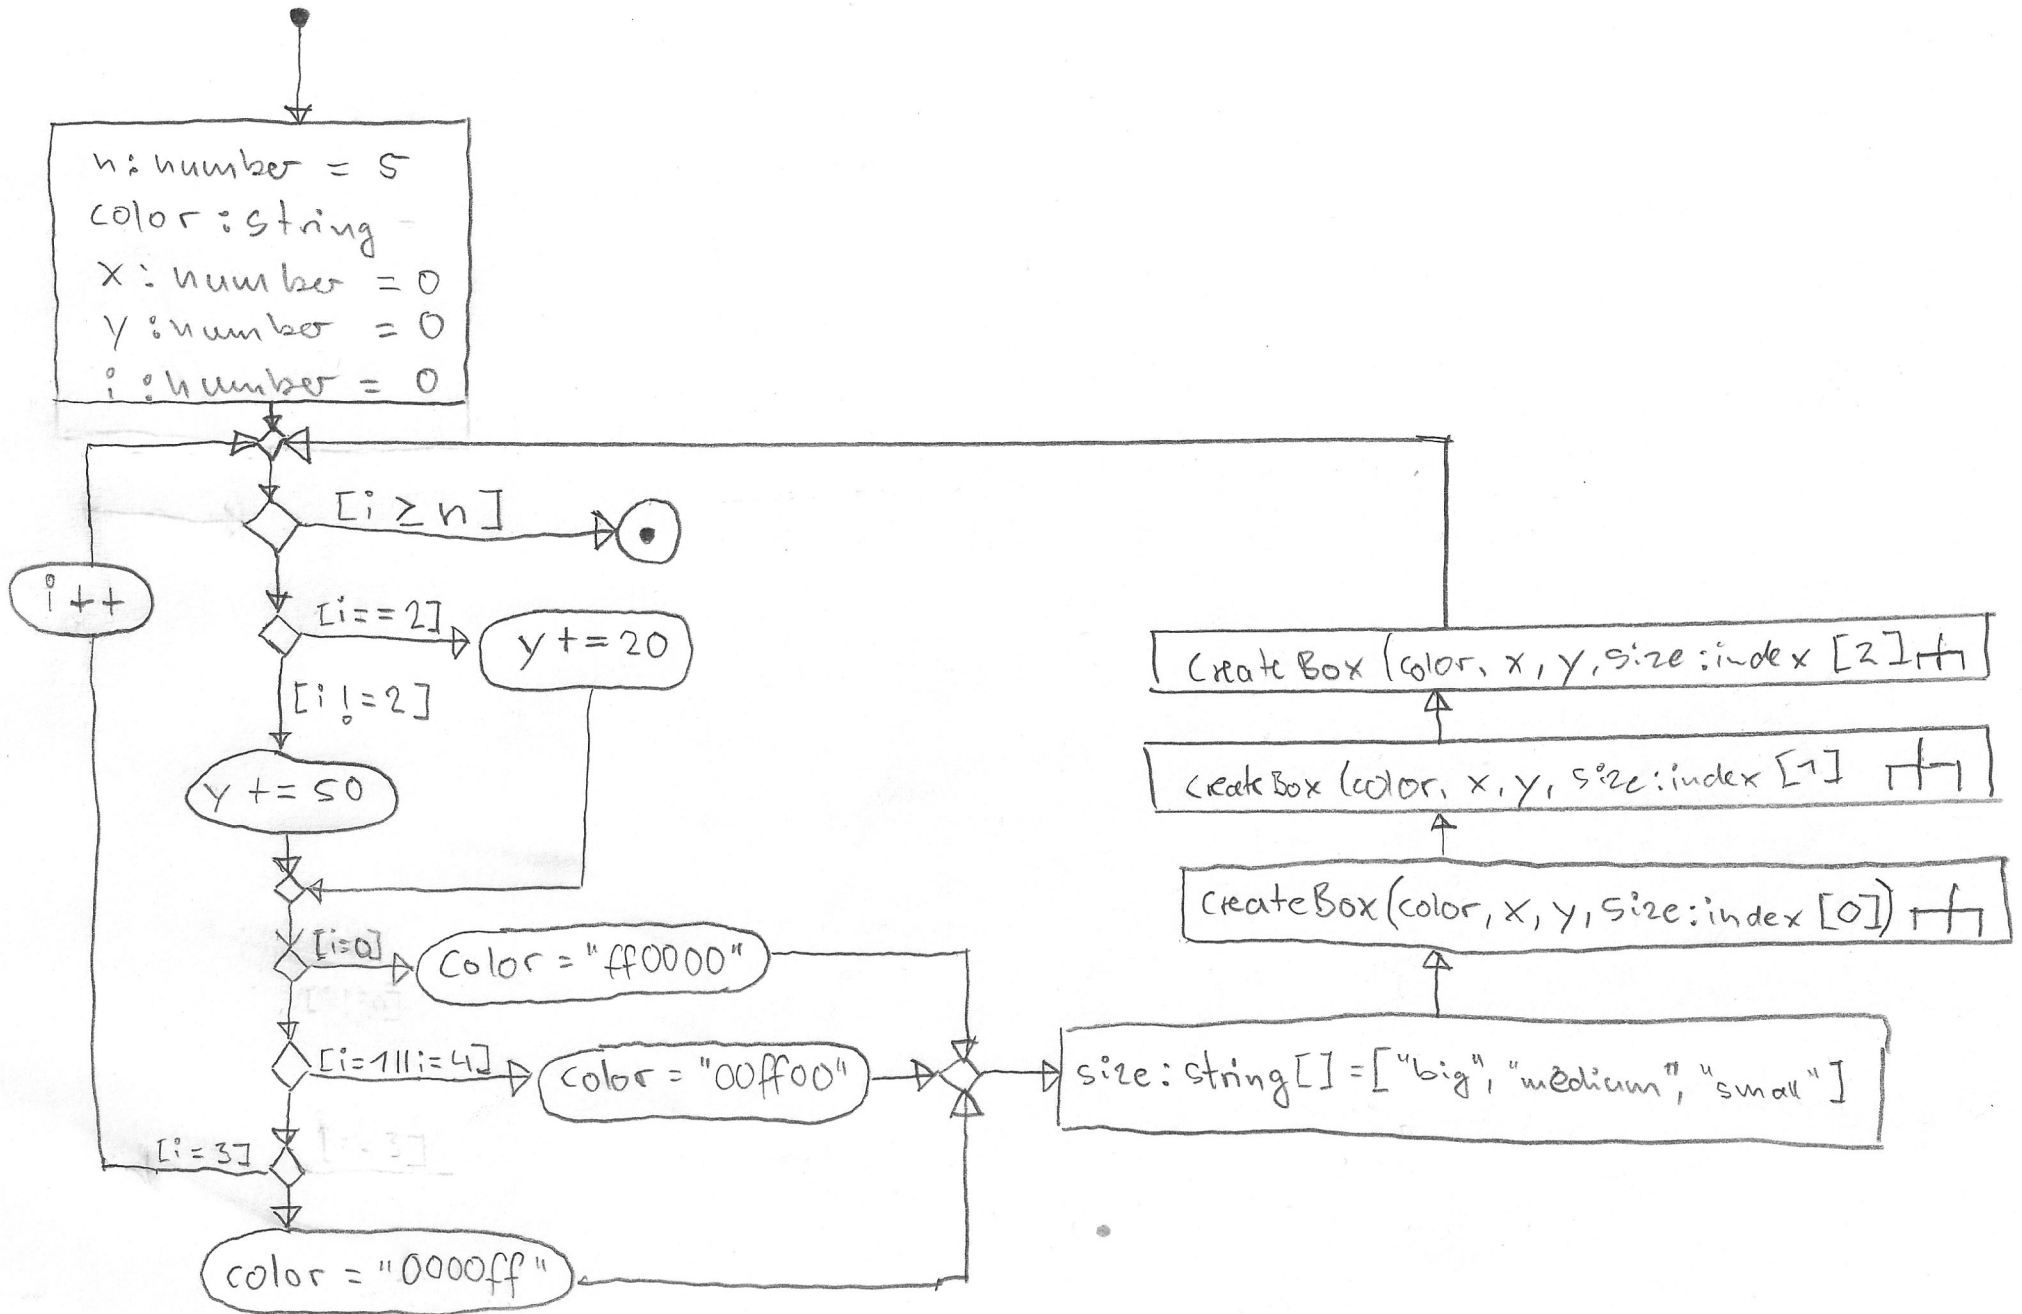 n: number = 5
color: string
x: number = 0
y: number = 0
i: number = 0
[i ≥ n]
i++
[i==2]
y += 20
[i!=2]
y += 50
[i=0]
color = "ff0000"
[i=1||i=4]
color = "00ff00"
[i=3]
color = "0000ff"
size: string[] = ["big", "medium", "small"]
createBox(color, x, y, size:index [0])
createBox (color, x, y, size:index [1]
createBox (color, x, y, size:index [2]